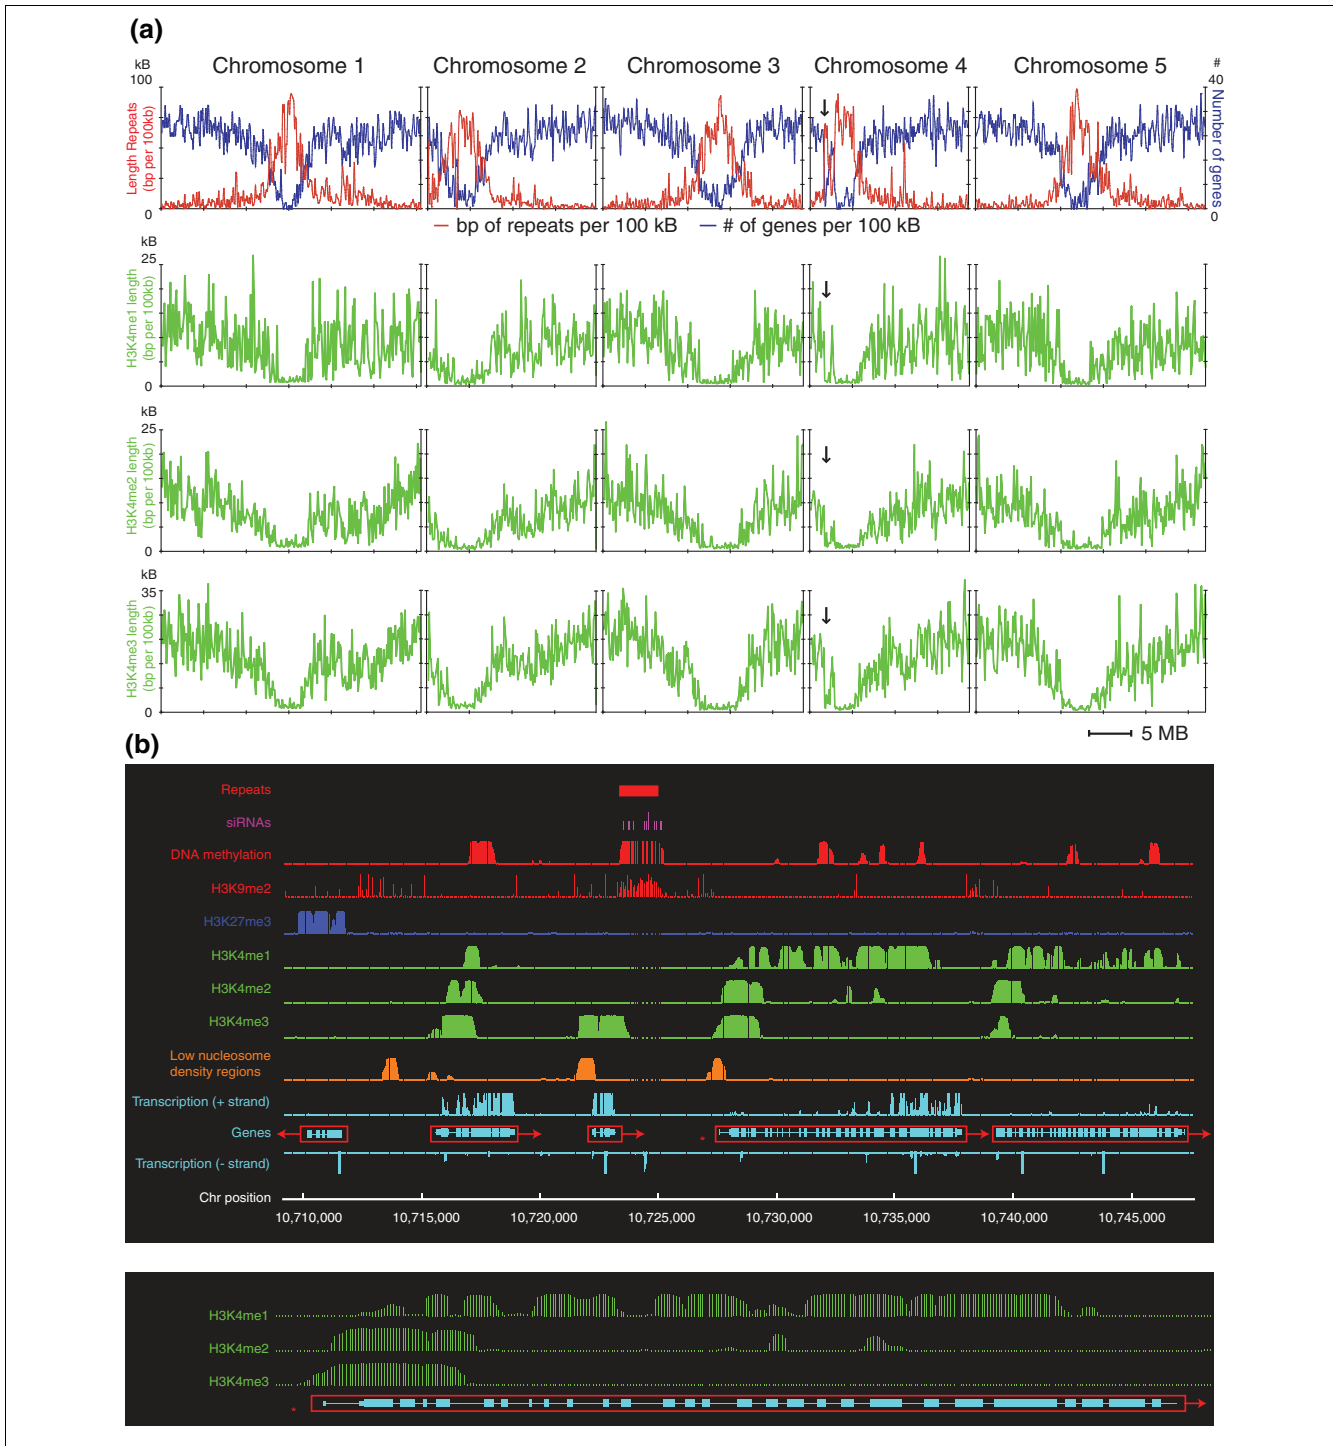 (a)
Chromosome 1 Chromosome 2 Chromosome 3 Chromosome 4 Chromosome 5
kB
100
0
Length Repeats
(bp per 100kB)
#
40
0
Number of genes
— bp of repeats per 100 kB — # of genes per 100 kB
kB
25
0
H3K4me1 length
(bp per 100kb)
kB
25
0
H3K4me2 length
(bp per 100kb)
kB
35
0
H3K4me3 length
(bp per 100kb)
5 MB
(b)
Repeats
siRNAs
DNA methylation
H3K9me2
H3K27me3
H3K4me1
H3K4me2
H3K4me3
Low nucleosome
density regions
Transcription (+ strand)
Genes
Transcription (- strand)
Chr position
10,710,000 10,715,000 10,720,000 10,725,000 10,730,000 10,735,000 10,740,000 10,745,000
H3K4me1
H3K4me2
H3K4me3